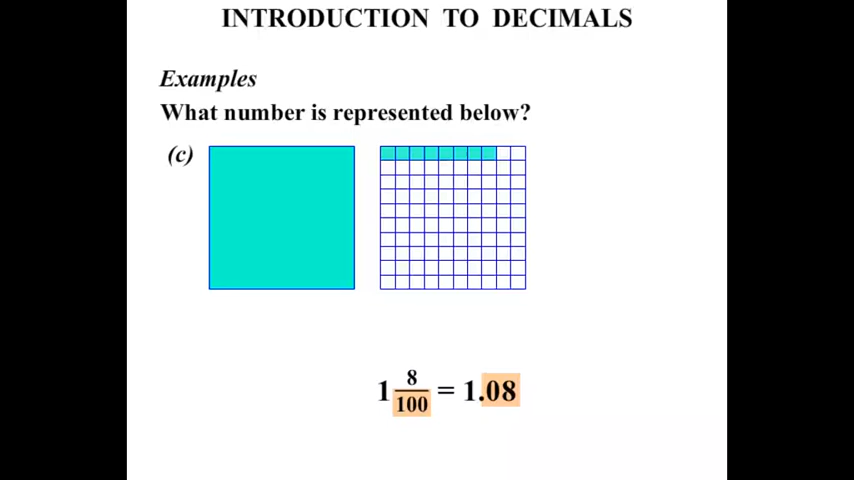 INTRODUCTION TO DECIMALS
Examples
What number is represented below?
(c)
1 8/100 = 1.08